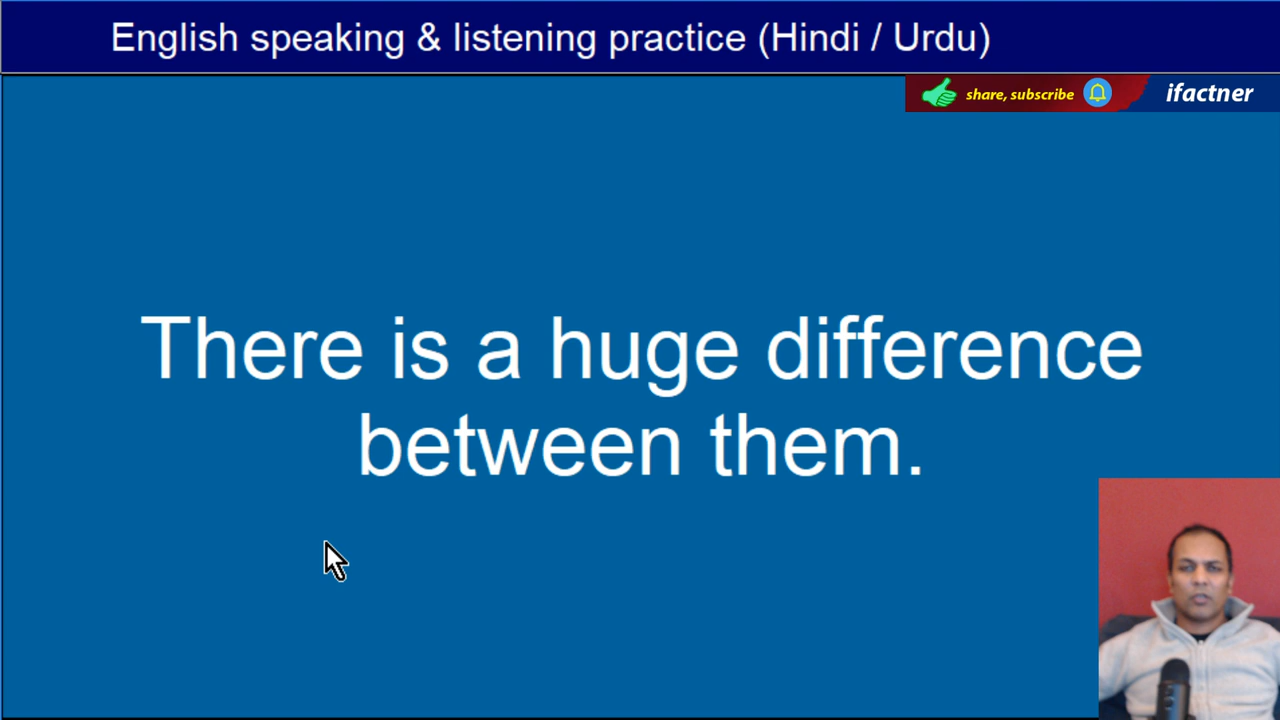 English speaking & listening practice (Hindi / Urdu)
share, subscribe
ifactner
There is a huge difference
between them.